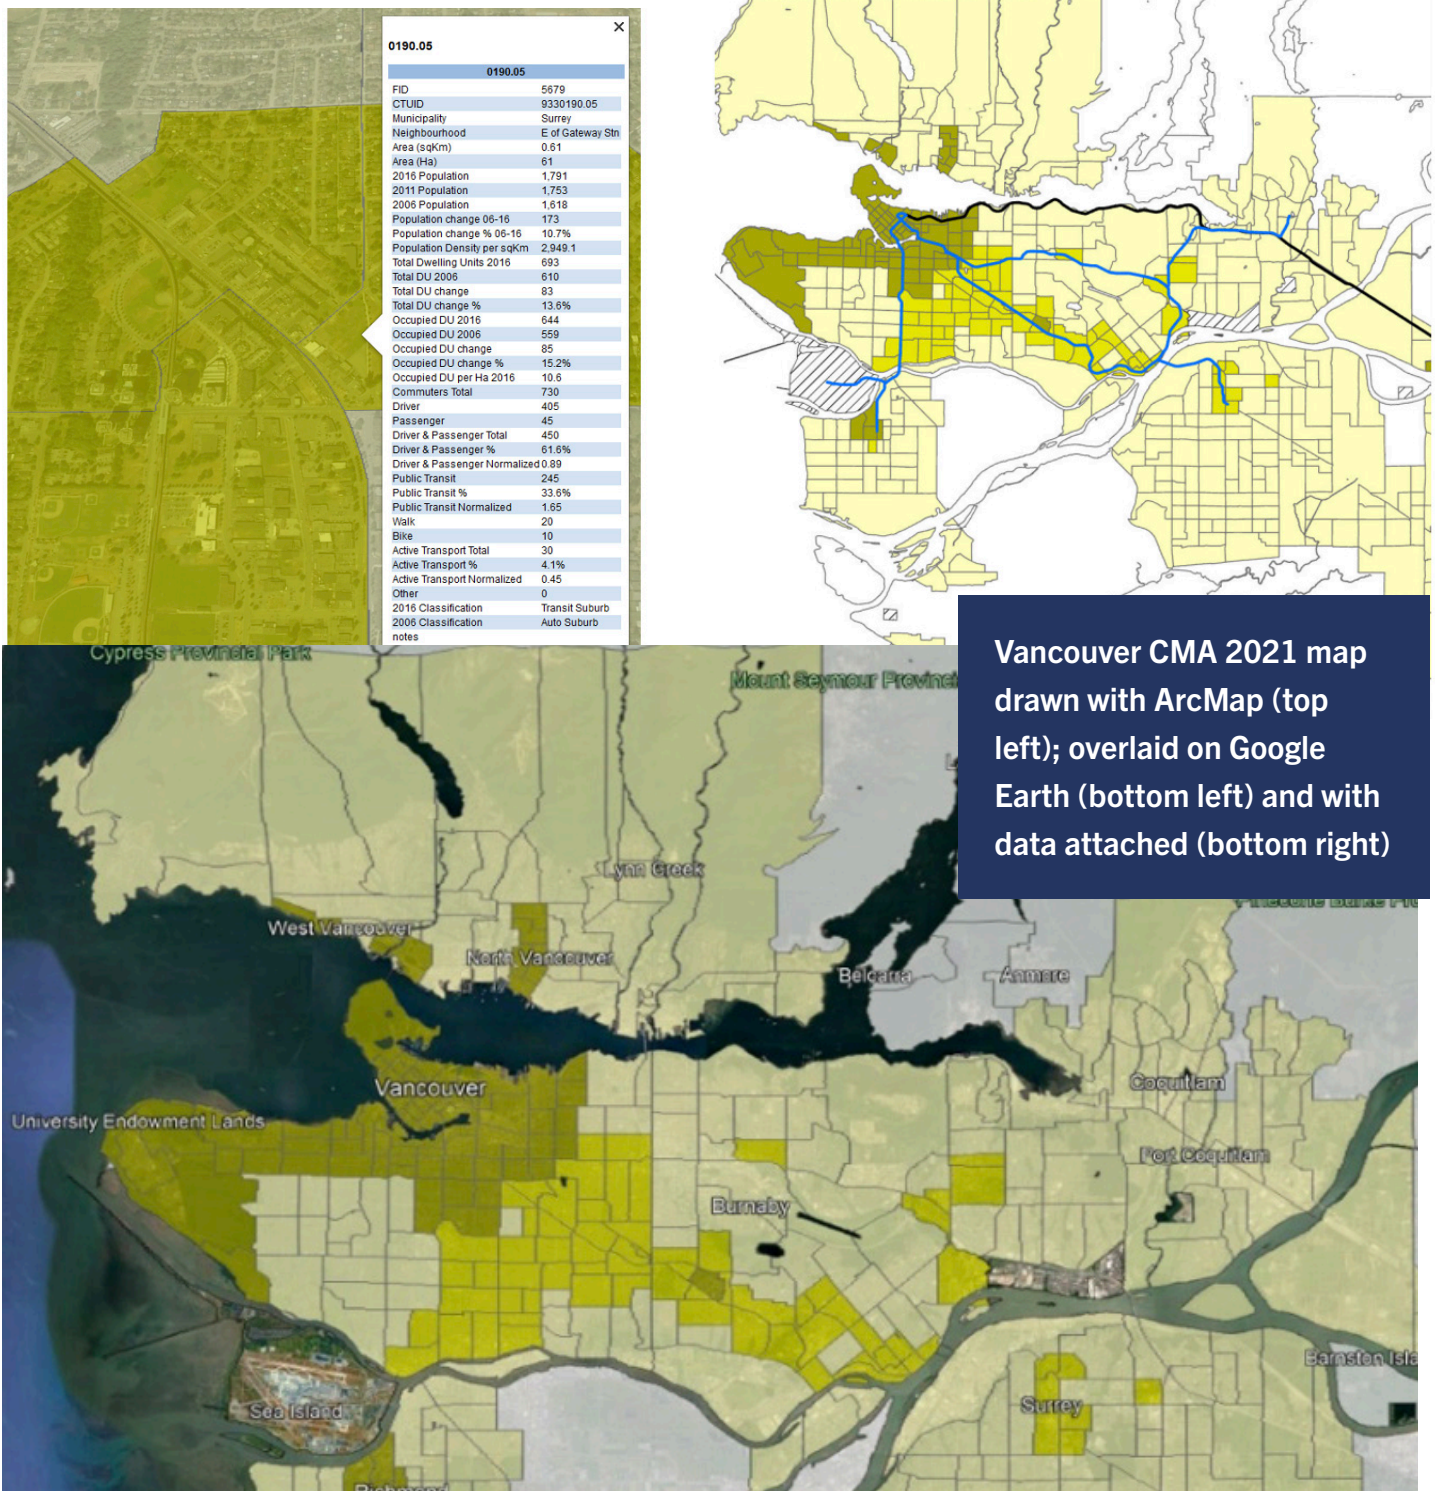 ×
0190.05
0190.05
FID 5679
CTUID 9330190.05
Municipality Surrey
Neighbourhood E of Gateway Stn
Area (sqKm) 0.61
Area (Ha) 61
2016 Population 1,791
2011 Population 1,753
2006 Population 1,618
Population change 06-16 173
Population change % 06-16 10.7%
Population Density per sqKm 2,949.1
Total Dwelling Units 2016 693
Total DU 2006 610
Total DU change 83
Total DU change % 13.6%
Occupied DU 2016 644
Occupied DU 2006 559
Occupied DU change 85
Occupied DU change % 15.2%
Occupied DU per Ha 2016 10.6
Commuters Total 730
Driver 405
Passenger 45
Driver & Passenger Total 450
Driver & Passenger % 61.6%
Driver & Passenger Normalized 0.89
Public Transit 245
Public Transit % 33.6%
Public Transit Normalized 1.65
Walk 20
Bike 10
Active Transport Total 30
Active Transport % 4.1%
Active Transport Normalized 0.45
Other 0
2016 Classification Transit Suburb
2006 Classification Auto Suburb
notes
Vancouver CMA 2021 map
drawn with ArcMap (top
left); overlaid on Google
Earth (bottom left) and with
data attached (bottom right)
Cypress Provincial Park
Mount Seymour Provinci
Lynn Creek
West Vancouver
North Vancouver
Belcarra
Anmore
Vancouver
Coquitlam
University Endowment Lands
Port Coquitlam
Burnaby
Barnston Isla
Sea Island
Surrey
Richmond